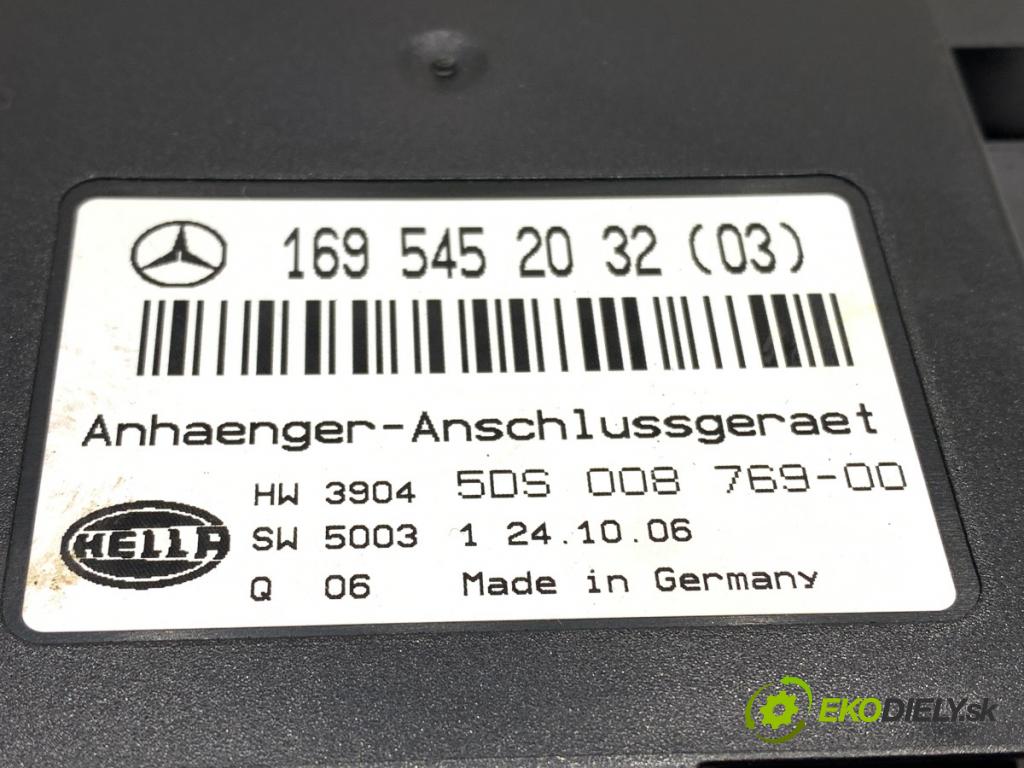 169 545 20 32 (03)
Anhaenger-Anschlussgeraet
HW 3904 5DS 008 769-00
HELLA SW 5003 1 24.10.06
Q 06 Made in Germany
EKODIELY.sk